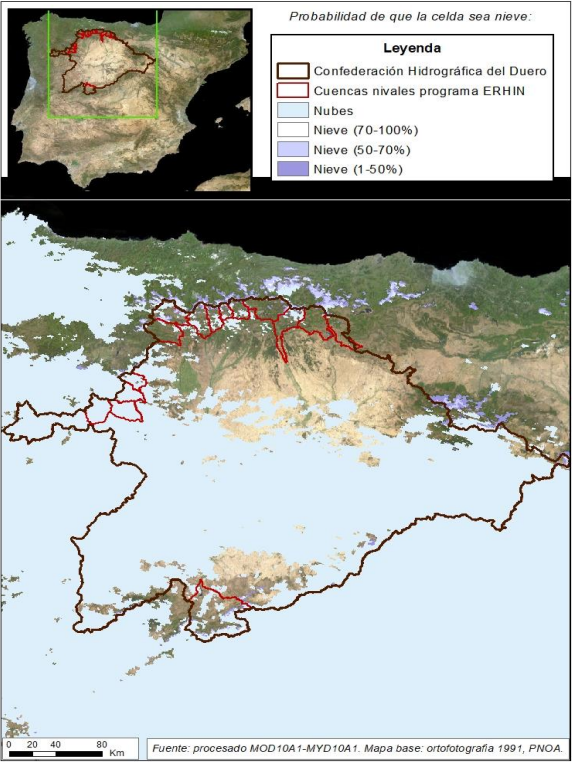 Probabilidad de que la celda sea nieve:
Leyenda
Confederación Hidrográfica del Duero
Cuencas nivales programa ERHIN
Nubes
Nieve (70-100%)
Nieve (50-70%)
Nieve (1-50%)
0 20 40 80
Km
Fuente: procesado MOD10A1-MYD10A1. Mapa base: ortofotografia 1991, PNOA.